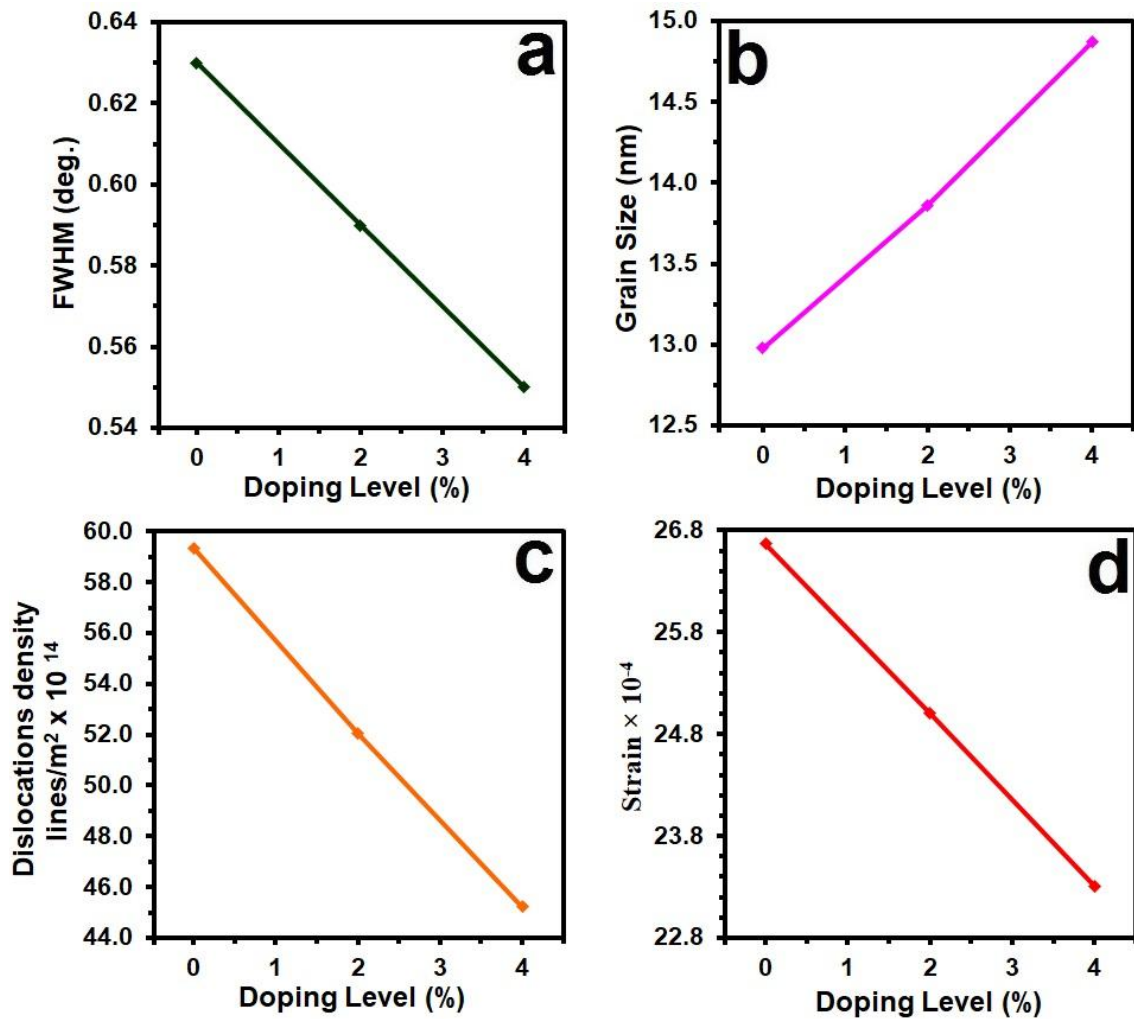 a
FWHM (deg.)
0.64
0.62
0.60
0.58
0.56
0.54
0 1 2 3 4
Doping Level (%)
b
Grain Size (nm)
15.0
14.5
14.0
13.5
13.0
12.5
0 1 2 3 4
Doping Level (%)
c
Dislocations density
lines/m² x 10 ¹⁴
60.0
58.0
56.0
54.0
52.0
50.0
48.0
46.0
44.0
0 1 2 3 4
Doping Level (%)
d
Strain × 10⁻⁴
26.8
25.8
24.8
23.8
22.8
0 1 2 3 4
Doping Level (%)